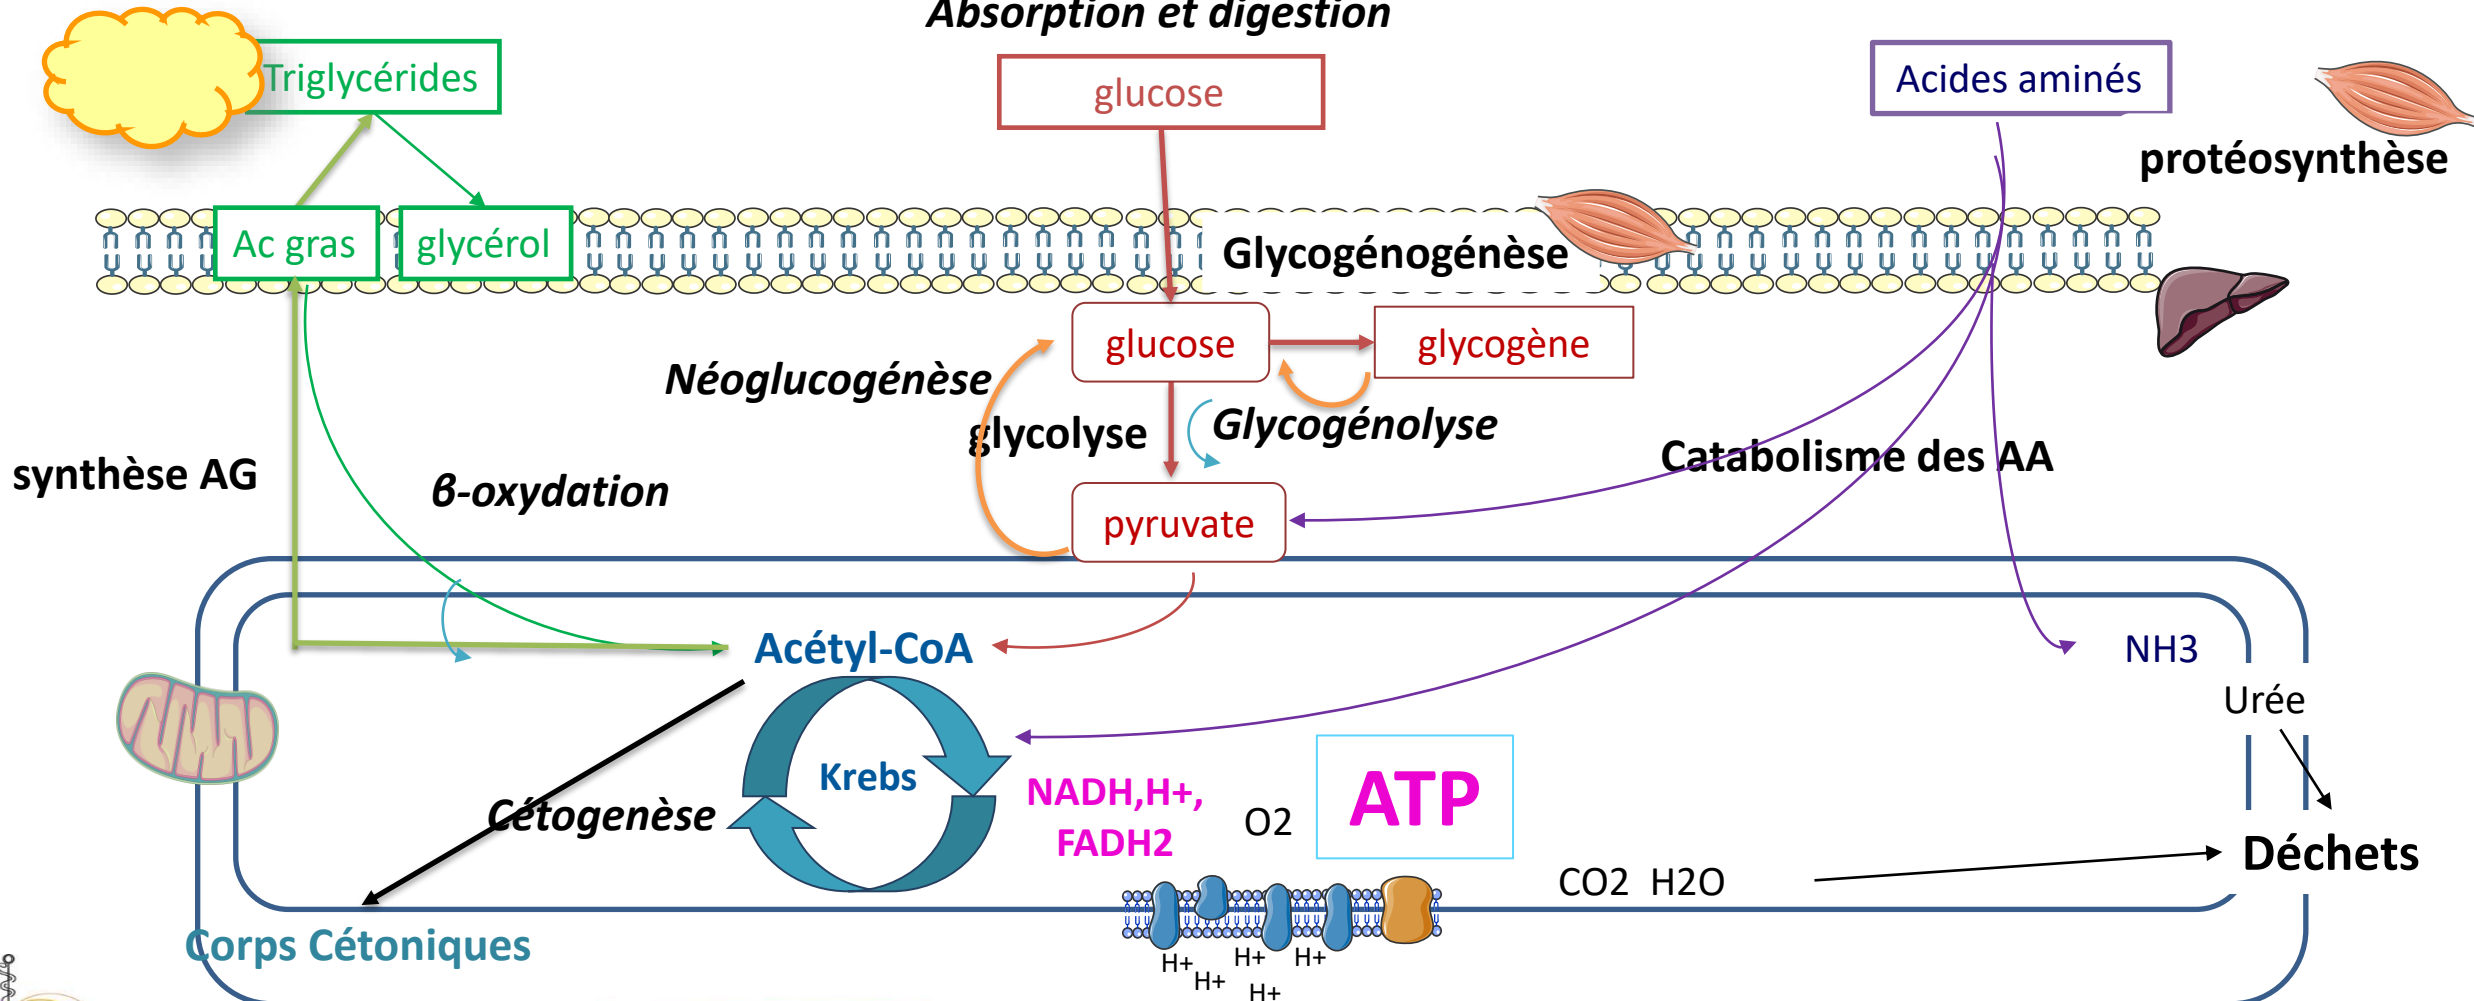 Absorption et digestion
Triglycérides
glucose
Acides aminés
protéosynthèse
Ac gras
glycérol
Glycogénogénèse
glucose
glycogène
Néoglucogénèse
glycolyse
Glycogénolyse
Catabolisme des AA
synthèse AG
β-oxydation
pyruvate
Acétyl-CoA
NH3
Urée
Krebs
NADH,H+,
FADH2
O2
ATP
Cétogenèse
CO2 H2O
Déchets
Corps Cétoniques
H+
H+
H+
H+
H+